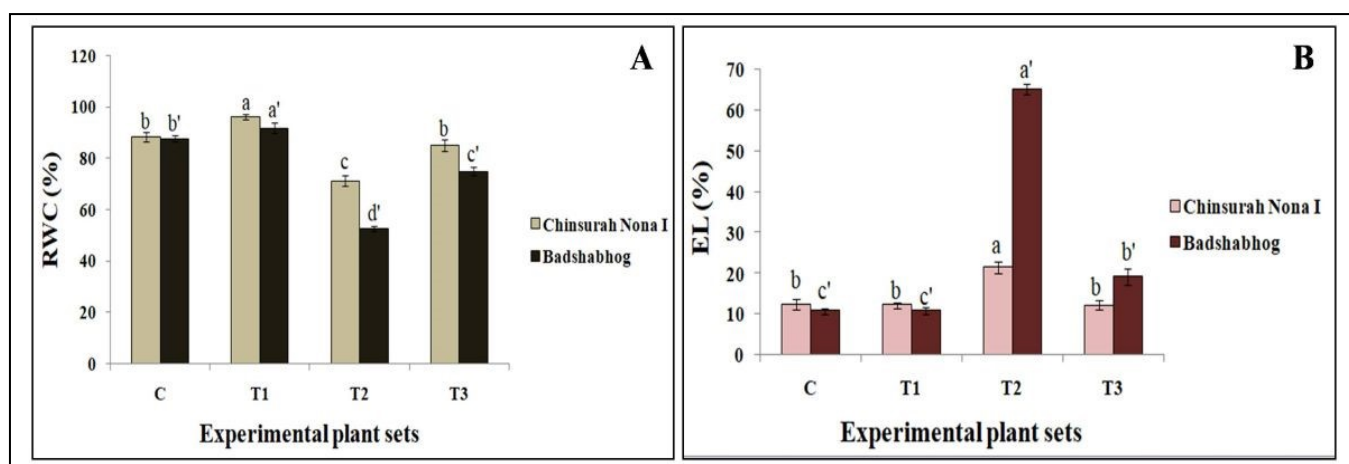 A
120
100
80
60
40
20
0
RWC (%)
b b' a a' c d' b c'
C T1 T2 T3
Experimental plant sets
Chinsurah Nona I
Badshabhog
B
70
60
50
40
30
20
10
0
EL (%)
b c' b c' a a' b b'
C T1 T2 T3
Experimental plant sets
Chinsurah Nona I
Badshabhog